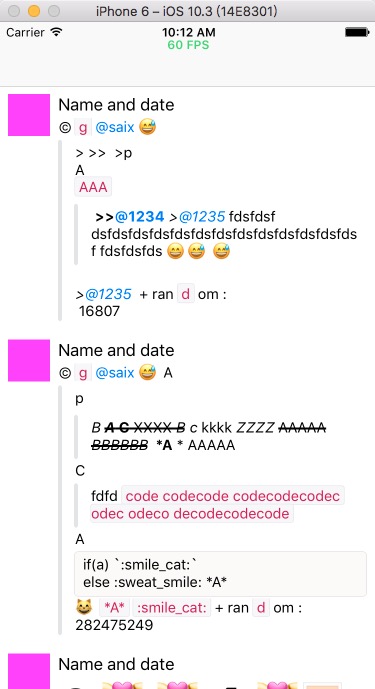 iPhone 6 – iOS 10.3 (14E8301)
Carrier 10:12 AM
60 FPS
Name and date
© g @saix 😅
> >> >p
A
AAA
>>@1234 >@1235 fdsfdsf
dsfdsfdsfdsfdsfdsfdsfdsfdsfdsfdsfdsfds
f fdsfdsfds 😄😅 😅
>@1235 + ran d om :
16807
Name and date
© g @saix 😅 A
p
B A C XXXX B c kkkk ZZZZ AAAAA
BBBBBB *A * AAAAA
C
fdfd code codecode codecodecodec
odec odeco decodecodecode
A
if(a) `:smile_cat:`
else :sweat_smile: *A*
😺 *A* :smile_cat: + ran d om :
282475249
Name and date